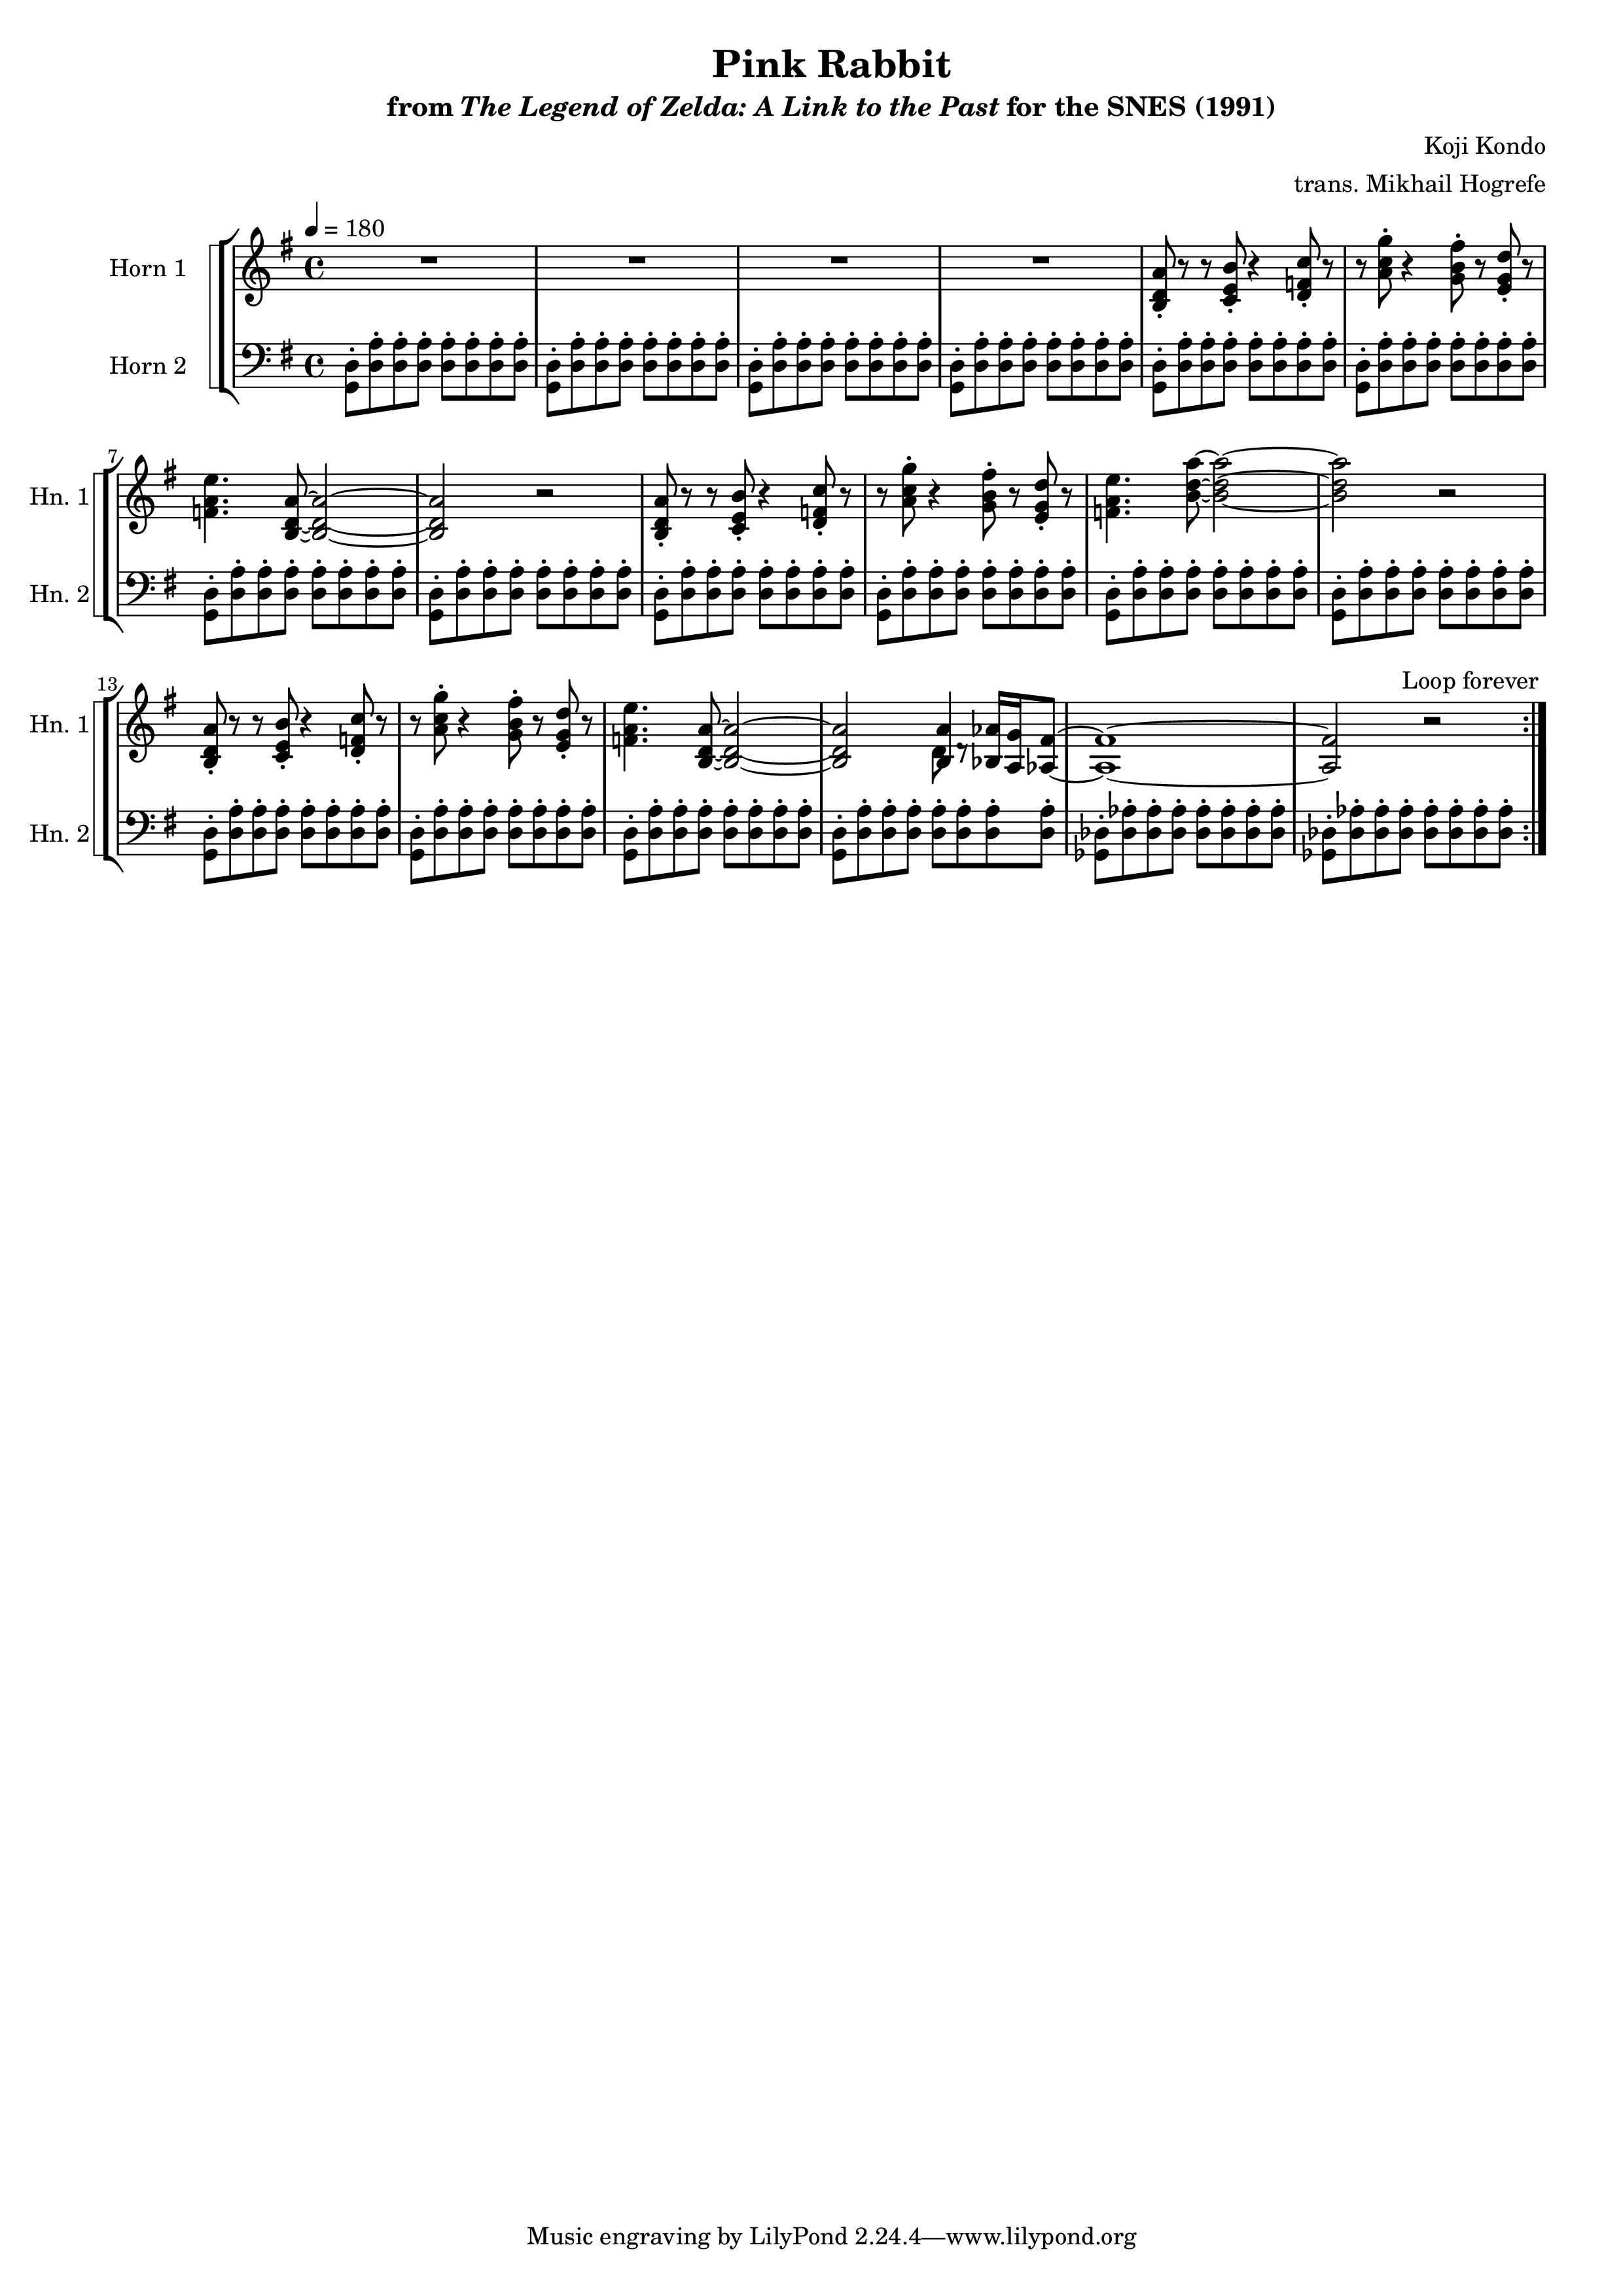 Pink Rabbit
from The Legend of Zelda: A Link to the Past for the SNES (1991)
Koji Kondo
trans. Mikhail Hogrefe
= 180
Horn 1
Horn 2
7
Hn. 1
Hn. 2
13
Loop forever
Hn. 1
Hn. 2
Music engraving by LilyPond 2.24.4—www.lilypond.org